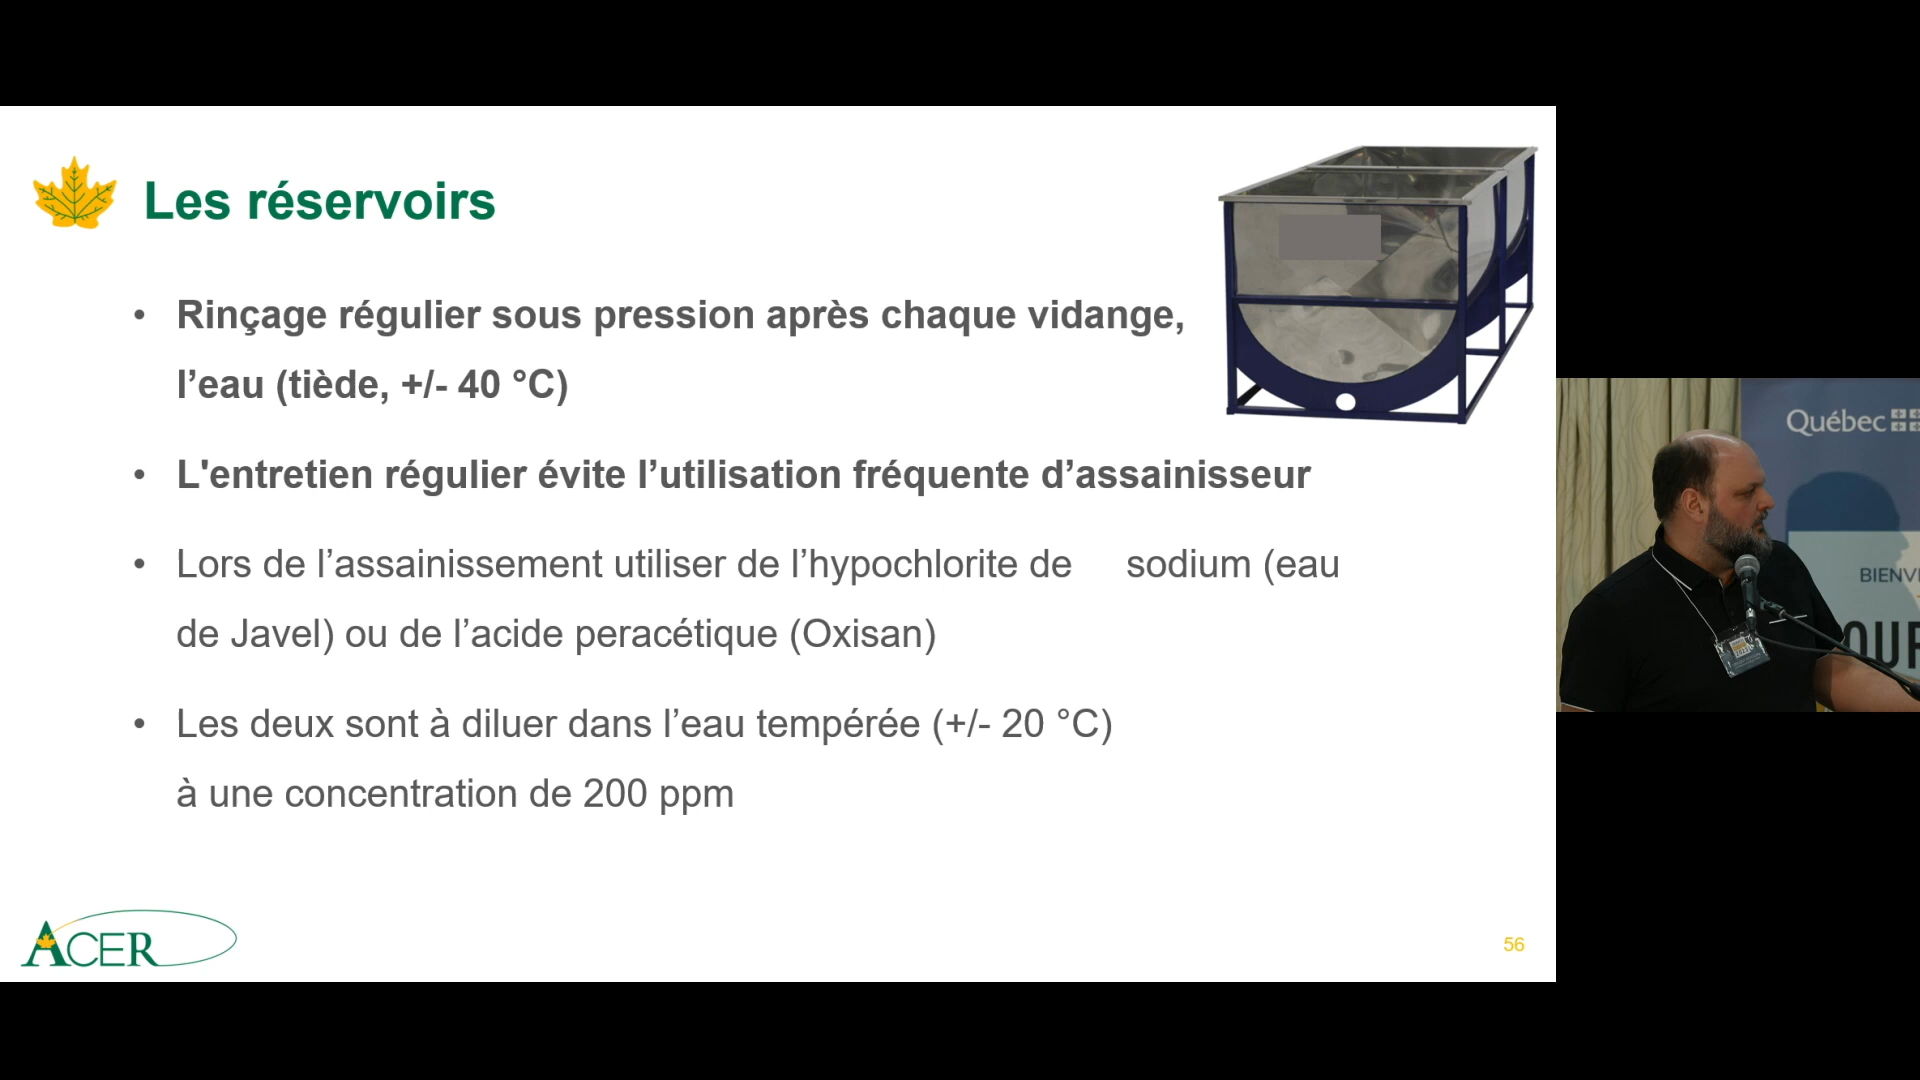 Les réservoirs
• Rinçage régulier sous pression après chaque vidange,
l’eau (tiède, +/- 40 °C)
• L'entretien régulier évite l’utilisation fréquente d’assainisseur
• Lors de l’assainissement utiliser de l’hypochlorite de sodium (eau
de Javel) ou de l’acide peracétique (Oxisan)
• Les deux sont à diluer dans l’eau tempérée (+/- 20 °C)
à une concentration de 200 ppm
ACER
56
Québec
BIENV
OUR